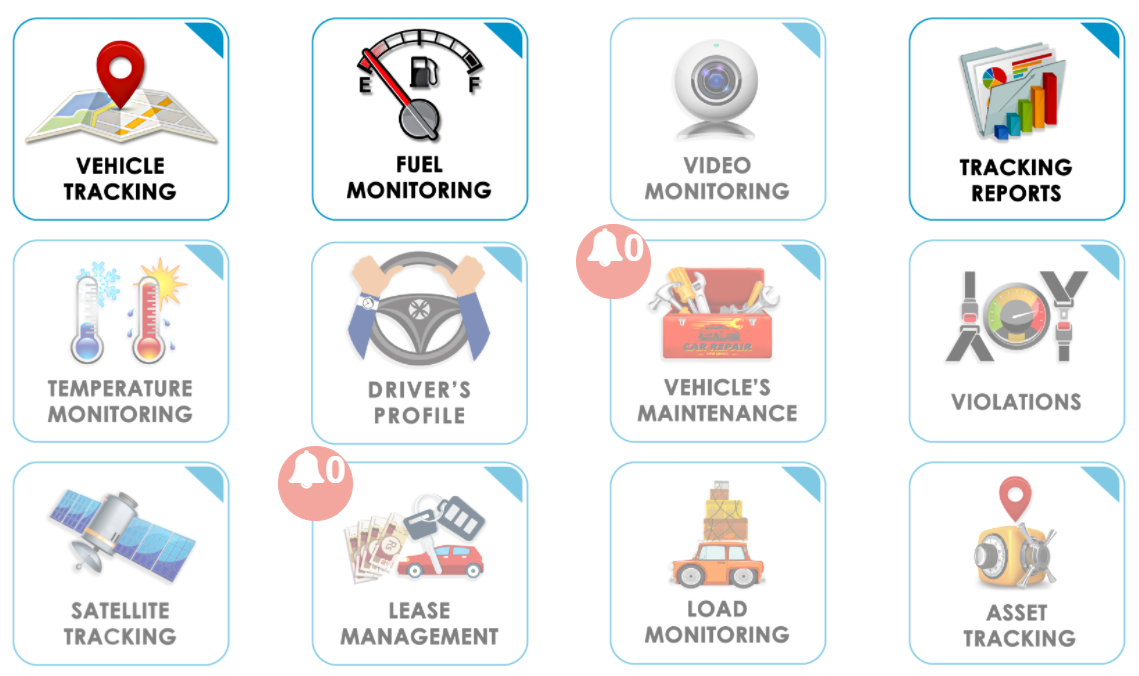 E F
VEHICLE
TRACKING
FUEL
MONITORING
VIDEO
MONITORING
TRACKING
REPORTS
TEMPERATURE
MONITORING
DRIVER'S
PROFILE
0
CAR REPAIR
VEHICLE'S
MAINTENANCE
VIOLATIONS
SATELLITE
TRACKING
0
LEASE
MANAGEMENT
LOAD
MONITORING
ASSET
TRACKING